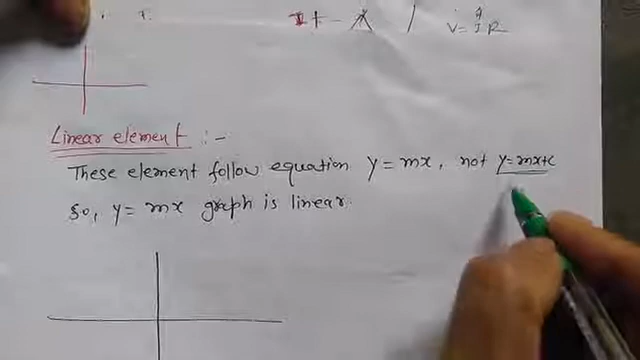 V = I R
Linear element :-
These element follow equation y = mx, not y=mx+c
so, y = mx graph is linear.